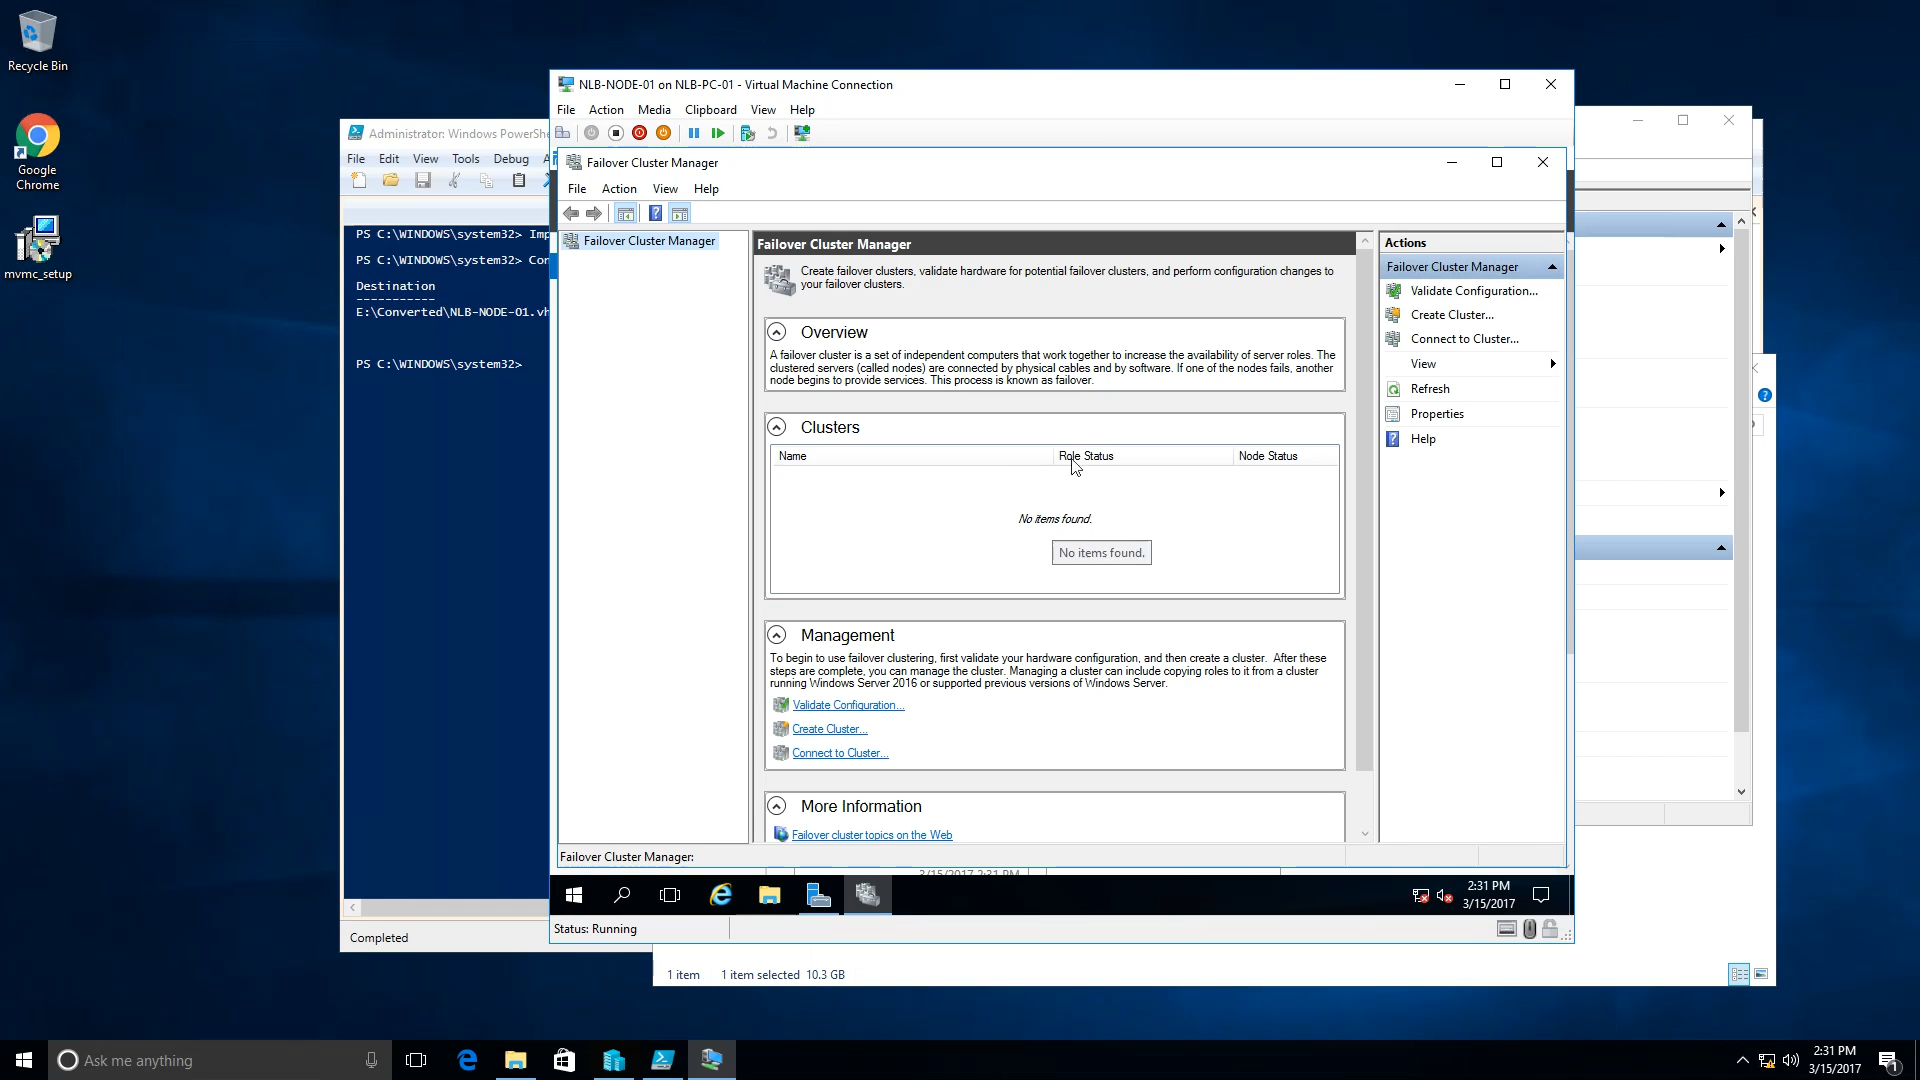 Recycle Bin
Google
Chrome
mvmc_setup
Administrator: Windows PowerShe
File Edit View Tools Debug
PS C:\WINDOWS\system32> Imp
PS C:\WINDOWS\system32> Con
Destination
-----------
E:\Converted\NLB-NODE-01.vh
PS C:\WINDOWS\system32>
Completed
NLB-NODE-01 on NLB-PC-01 - Virtual Machine Connection
File Action Media Clipboard View Help
Failover Cluster Manager
File Action View Help
Failover Cluster Manager
Failover Cluster Manager
Create failover clusters, validate hardware for potential failover clusters, and perform configuration changes to
your failover clusters.
Overview
A failover cluster is a set of independent computers that work together to increase the availability of server roles. The
clustered servers (called nodes) are connected by physical cables and by software. If one of the nodes fails, another
node begins to provide services. This process is known as failover.
Clusters
Name Role Status Node Status
No items found.
No items found.
Management
To begin to use failover clustering, first validate your hardware configuration, and then create a cluster. After these
steps are complete, you can manage the cluster. Managing a cluster can include copying roles to it from a cluster
running Windows Server 2016 or supported previous versions of Windows Server.
Validate Configuration...
Create Cluster...
Connect to Cluster...
More Information
Failover cluster topics on the Web
Actions
Failover Cluster Manager
Validate Configuration...
Create Cluster...
Connect to Cluster...
View
Refresh
Properties
Help
Failover Cluster Manager:
3/15/2017 2:31 PM
2:31 PM
3/15/2017
Status: Running
1 item 1 item selected 10.3 GB
Ask me anything
2:31 PM
3/15/2017
1